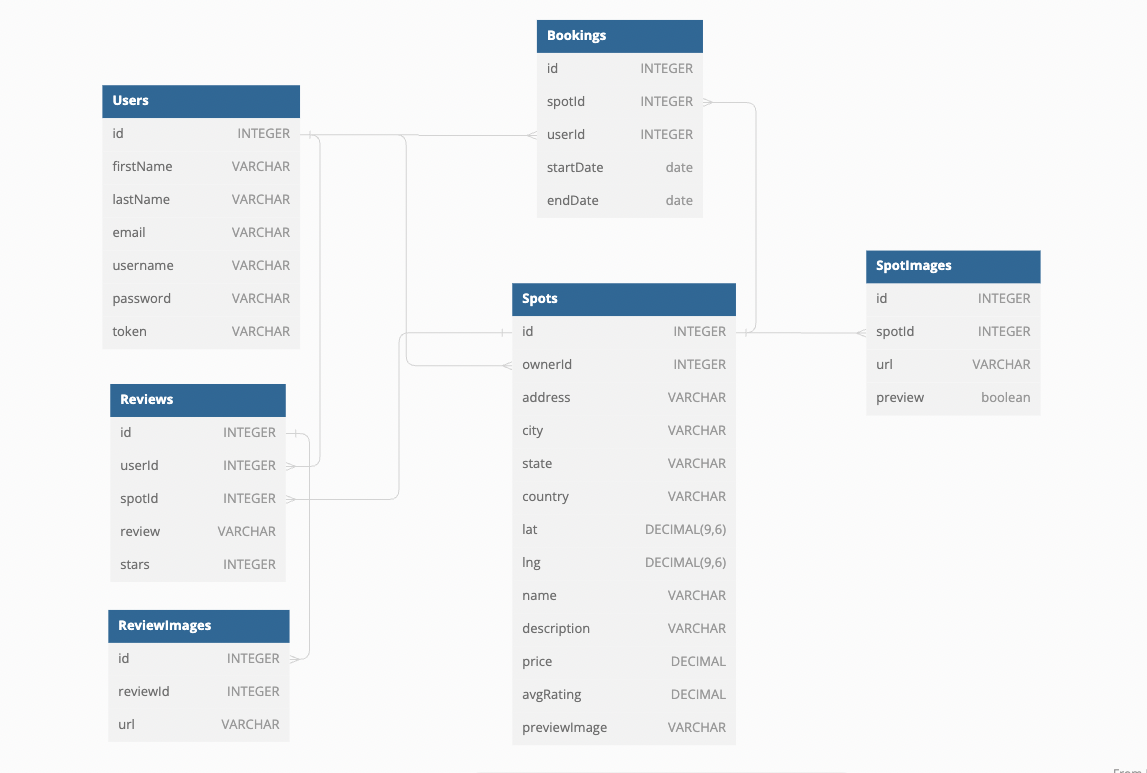 Bookings
id INTEGER
spotId INTEGER
userId INTEGER
startDate date
endDate date
Users
id INTEGER
firstName VARCHAR
lastName VARCHAR
email VARCHAR
username VARCHAR
password VARCHAR
token VARCHAR
SpotImages
id INTEGER
spotId INTEGER
url VARCHAR
preview boolean
Spots
id INTEGER
ownerId INTEGER
address VARCHAR
city VARCHAR
state VARCHAR
country VARCHAR
lat DECIMAL(9,6)
lng DECIMAL(9,6)
name VARCHAR
description VARCHAR
price DECIMAL
avgRating DECIMAL
previewImage VARCHAR
Reviews
id INTEGER
userId INTEGER
spotId INTEGER
review VARCHAR
stars INTEGER
ReviewImages
id INTEGER
reviewId INTEGER
url VARCHAR